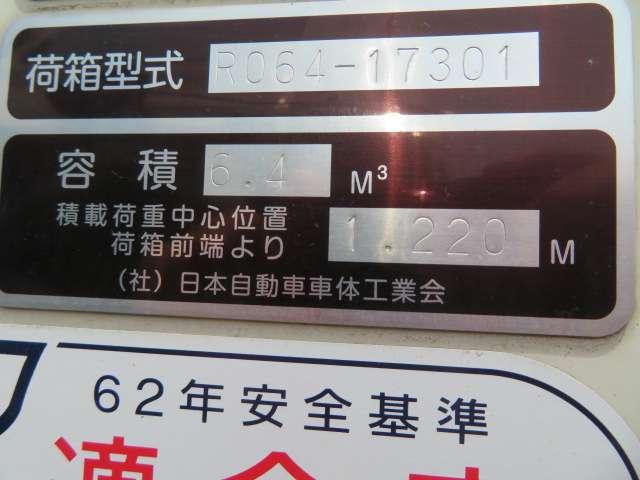 荷箱型式 R064-17301
容積 6.4 M³
積載荷重中心位置
荷箱前端より 1.220 M
(社)日本自動車車体工業会
62年安全基準
適合